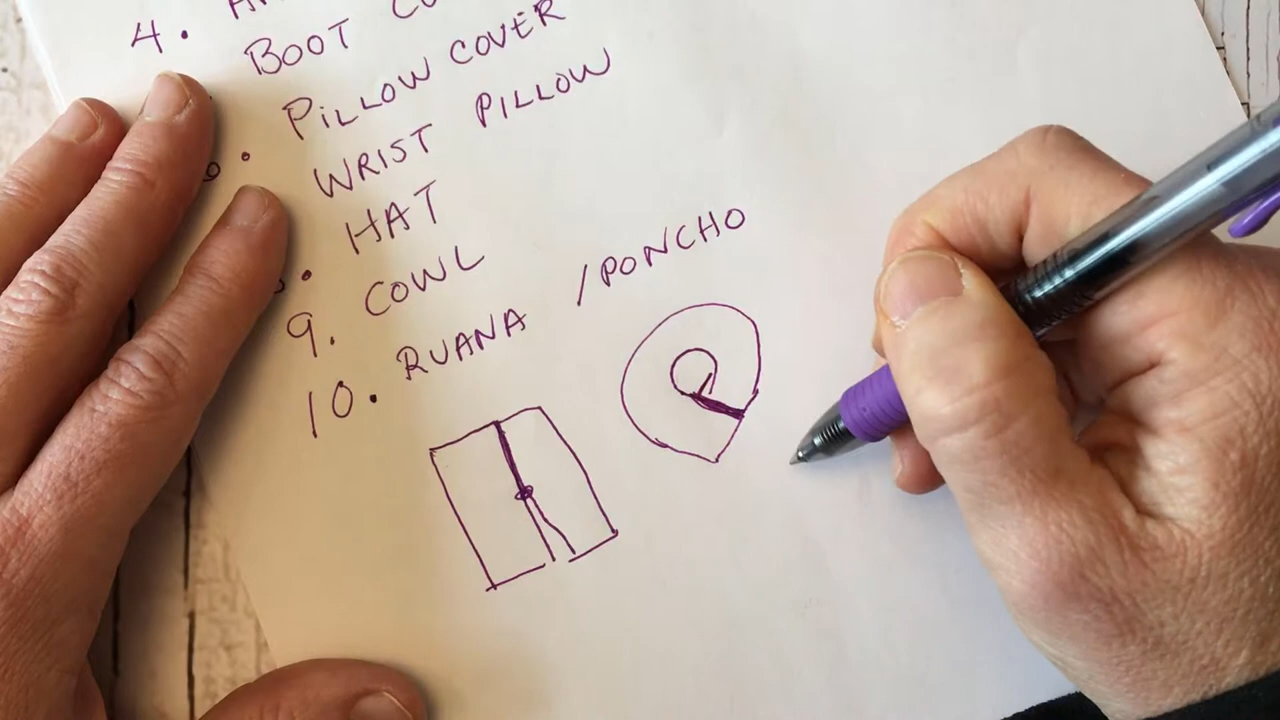 4.
BOOT
PILLOW COVER
WRIST PILLOW
HAT
9. COWL
10. RUANA /PONCHO